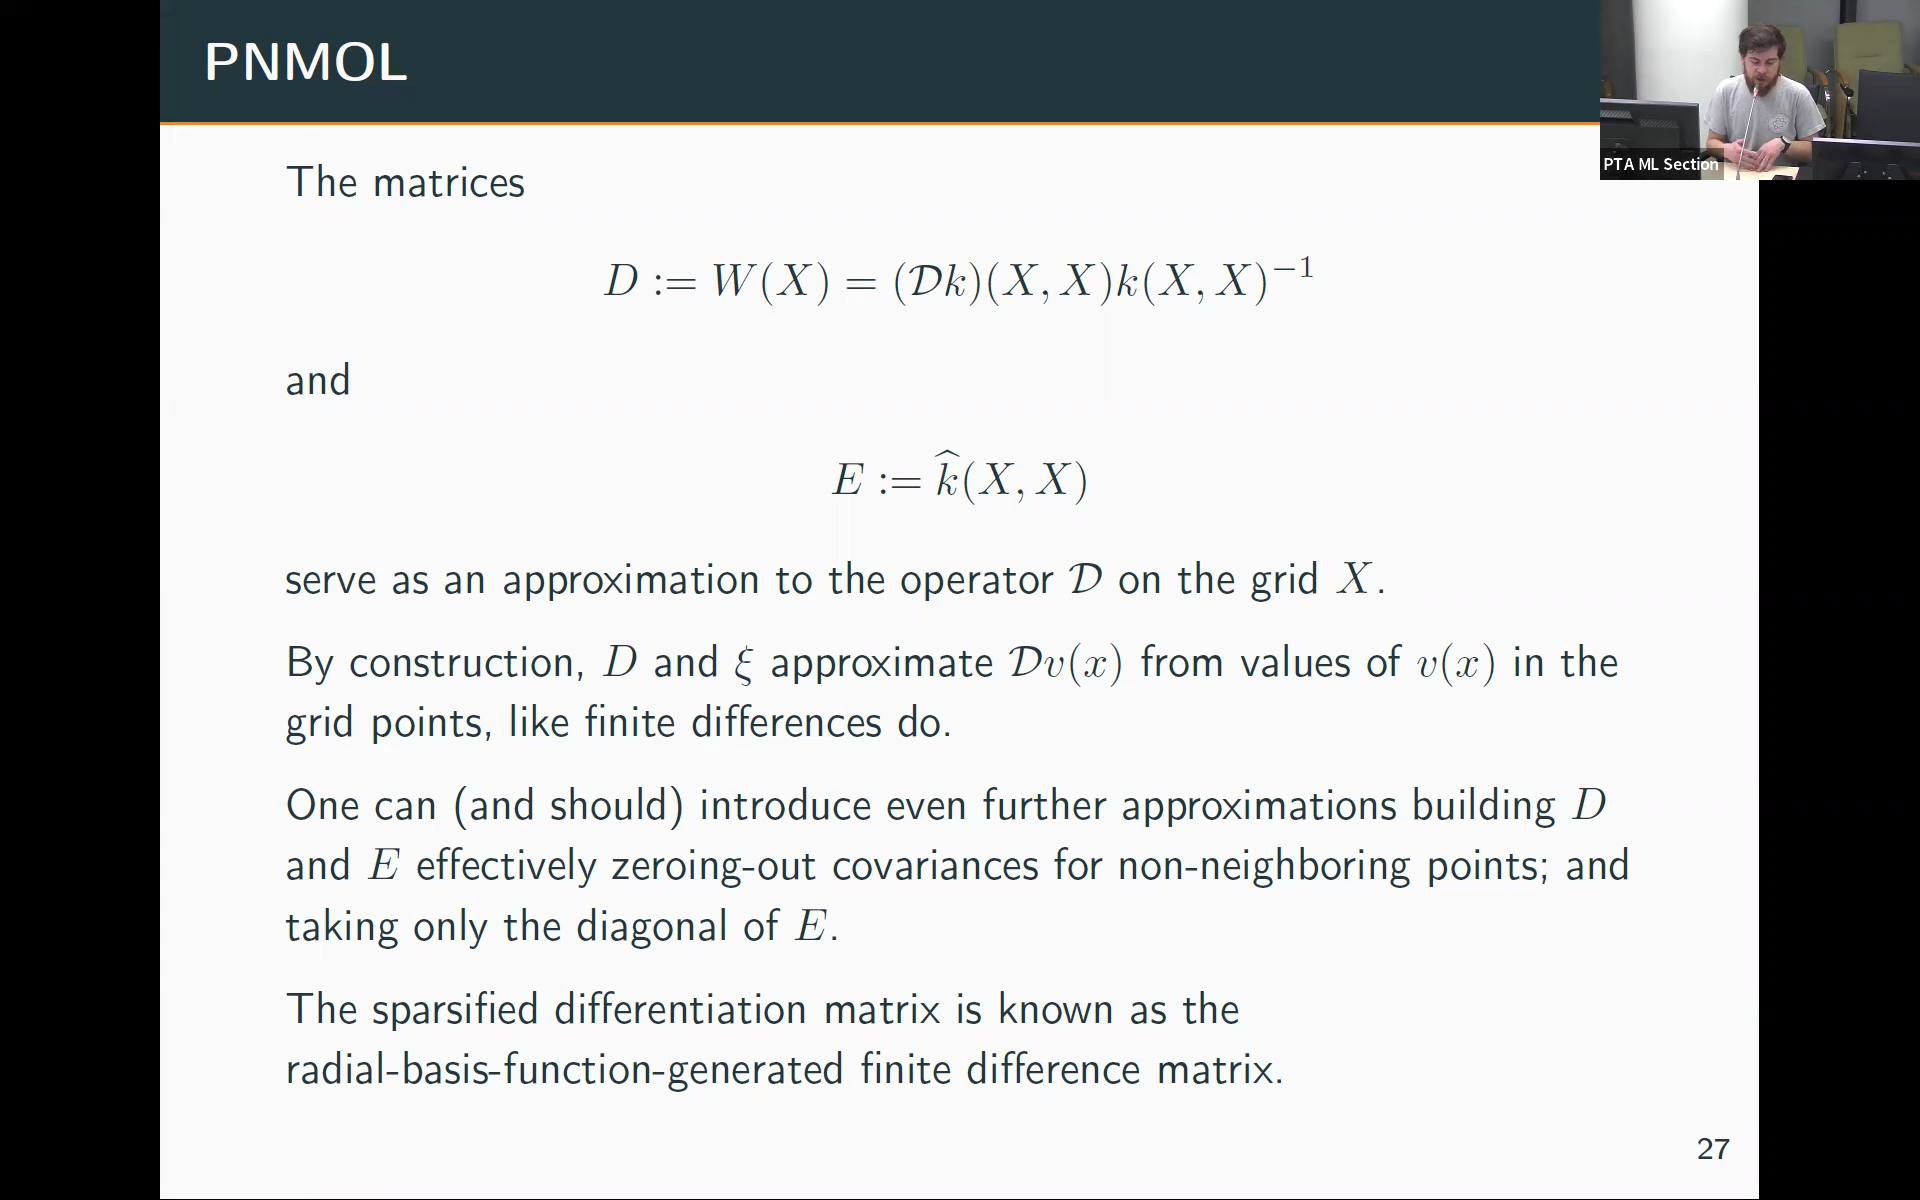 PNMOL
PTA ML Section
The matrices
D := W(X) = (𝒟k)(X, X)k(X, X)⁻¹
and
E := k̂(X, X)
serve as an approximation to the operator 𝒟 on the grid X.
By construction, D and ξ approximate 𝒟v(x) from values of v(x) in the
grid points, like finite differences do.
One can (and should) introduce even further approximations building D
and E effectively zeroing-out covariances for non-neighboring points; and
taking only the diagonal of E.
The sparsified differentiation matrix is known as the
radial-basis-function-generated finite difference matrix.
27